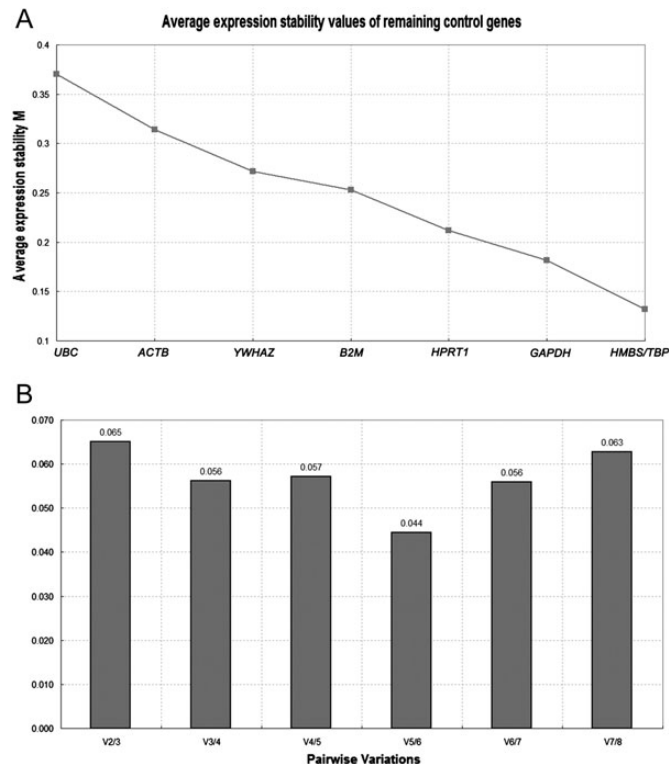 A
Average expression stability values of remaining control genes
Average expression stability M
0.4
0.35
0.3
0.25
0.2
0.15
0.1
UBC ACTB YWHAZ B2M HPRT1 GAPDH HMBS/TBP
B
0.070
0.060
0.050
0.040
0.030
0.020
0.010
0.000
0.065 0.056 0.057 0.044 0.056 0.063
V2/3 V3/4 V4/5 V5/6 V6/7 V7/8
Pairwise Variations